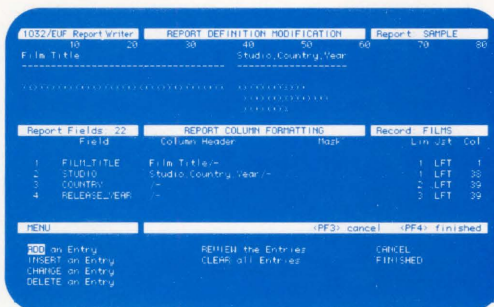 1032/EUF Report Writer REPORT DEFINITION MODIFICATION Report: SAMPLE
10 20 30 40 50 60 70 80
Film Title Studio,Country,Year
Report Fields: 22 REPORT COLUMN FORMATTING Record: FILMS
Field Column Header Mask Lin Jst Col
1 FILM_TITLE Film Title/- 1 LFT 1
2 STUDIO Studio,Country,Year/- 1 LFT 38
3 COUNTRY /- 2 LFT 39
4 RELEASE_YEAR /- 3 LFT 39
MENU <PF3> cancel <PF4> finished
ADD an Entry REVIEW the Entries CANCEL
INSERT an Entry CLEAR all Entries FINISHED
CHANGE an Entry
DELETE an Entry